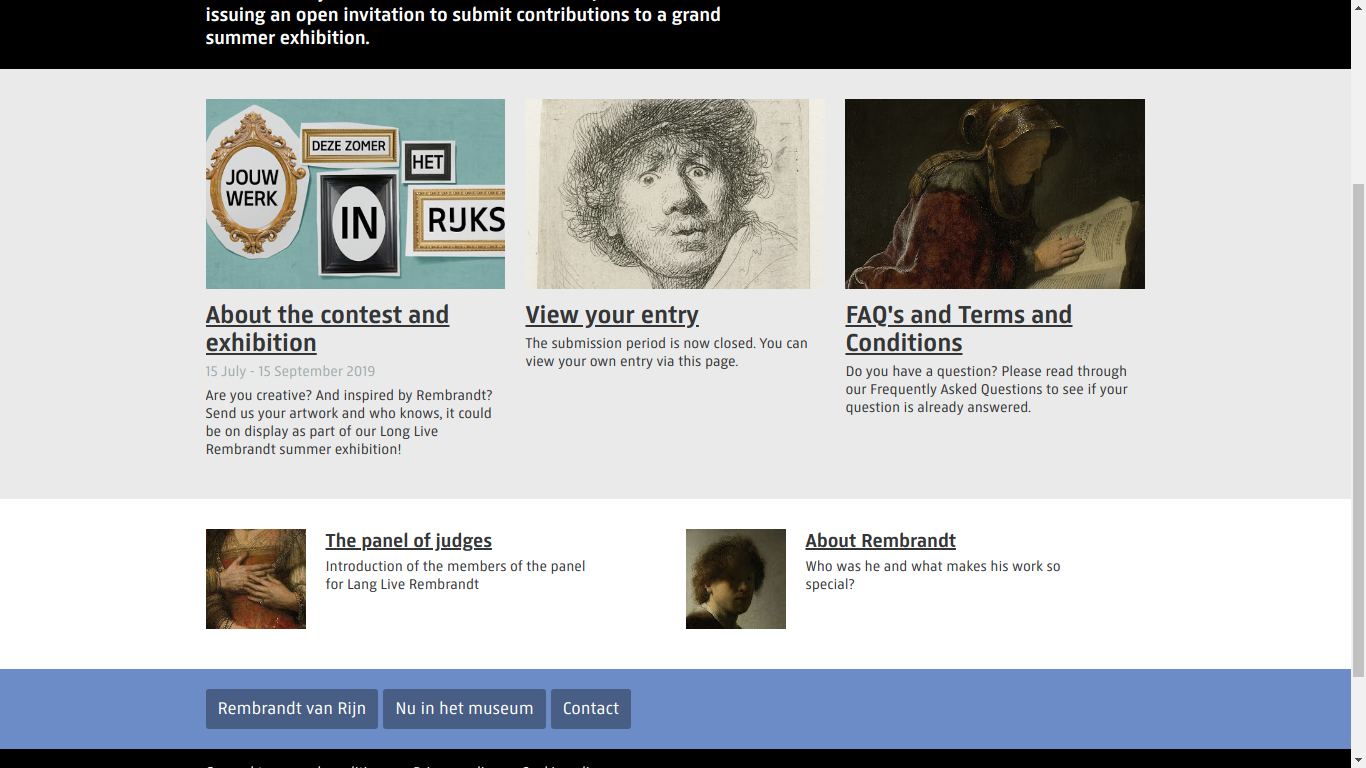 issuing an open invitation to submit contributions to a grand
summer exhibition.
JOUW
WERK
DEZE ZOMER
HET
IN
RIJKS
About the contest and
exhibition
15 July - 15 September 2019
Are you creative? And inspired by Rembrandt?
Send us your artwork and who knows, it could
be on display as part of our Long Live
Rembrandt summer exhibition!
View your entry
The submission period is now closed. You can
view your own entry via this page.
FAQ's and Terms and
Conditions
Do you have a question? Please read through
our Frequently Asked Questions to see if your
question is already answered.
The panel of judges
Introduction of the members of the panel
for Lang Live Rembrandt
About Rembrandt
Who was he and what makes his work so
special?
Rembrandt van Rijn
Nu in het museum
Contact